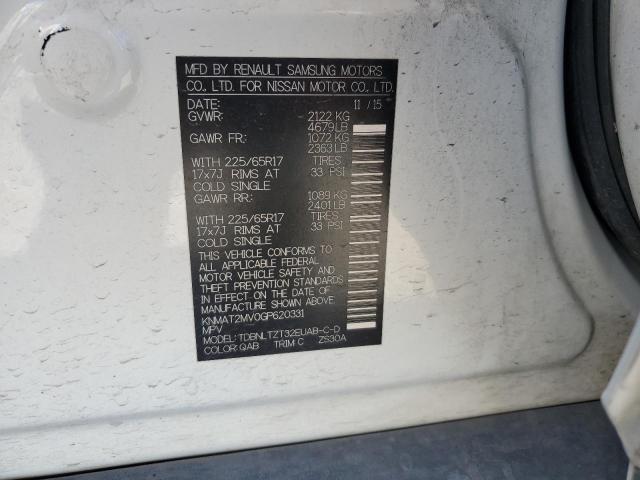 MFD BY RENAULT SAMSUNG MOTORS
CO. LTD. FOR NISSAN MOTOR CO., LTD.
DATE: 11 / 15
GVWR: 2122 KG
4679 LB
GAWR FR: 1072 KG
2363 LB
WITH 225/65R17 TIRES
17x7J RIMS AT 33 PSI
COLD SINGLE
GAWR RR: 1089 KG
2401 LB
WITH 225/65R17 TIRES
17x7J RIMS AT 33 PSI
COLD SINGLE
THIS VEHICLE CONFORMS TO
ALL APPLICABLE FEDERAL
MOTOR VEHICLE SAFETY AND
THEFT PREVENTION STANDARDS
IN EFFECT ON THE DATE OF
MANUFACTURE SHOWN ABOVE.
KNMAT2MV0GP620331
MPV
MODEL: TDBNLTZT32EUAB-C-D
COLOR: QAB TRIM C ZS30A